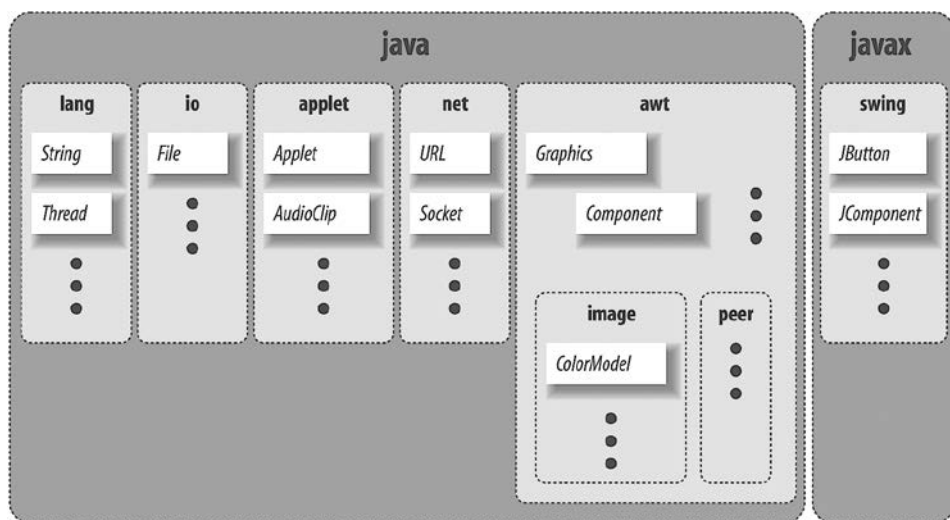 java
javax
lang
io
applet
net
awt
swing
String
File
Applet
URL
Graphics
JButton
Thread
AudioClip
Socket
Component
JComponent
image
peer
ColorModel